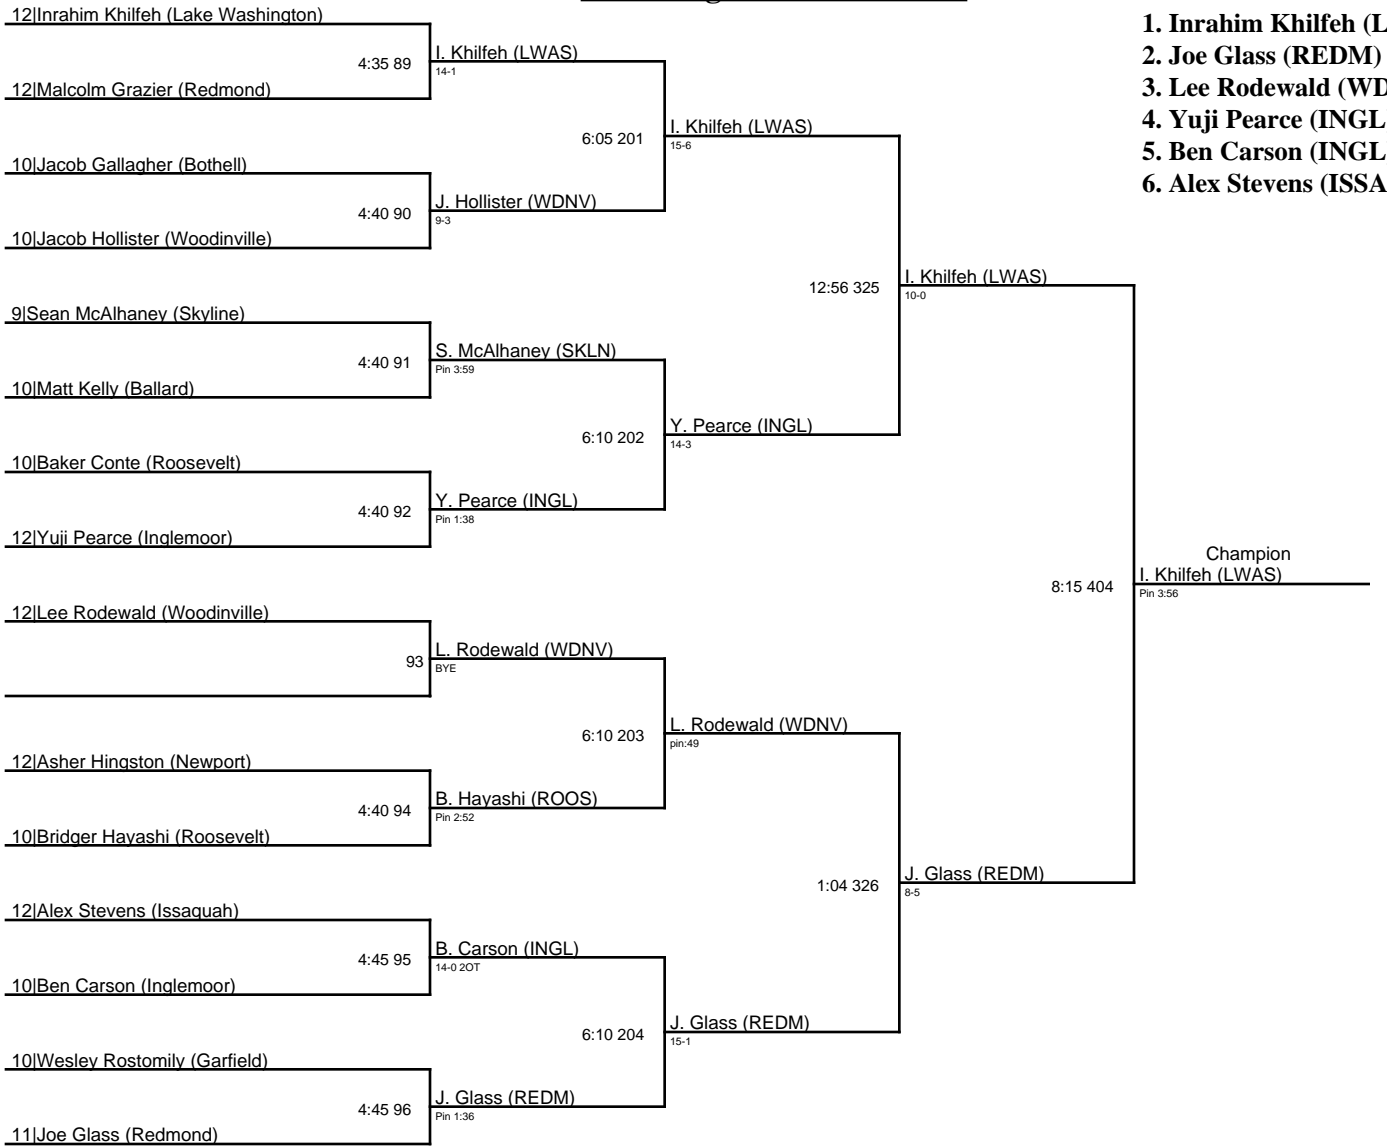 12|Inrahim Khilfeh (Lake Washington)
4:35 89
I. Khilfeh (LWAS)
14-1
12|Malcolm Grazier (Redmond)
6:05 201
I. Khilfeh (LWAS)
15-6
10|Jacob Gallagher (Bothell)
4:40 90
J. Hollister (WDNV)
9-3
10|Jacob Hollister (Woodinville)
12:56 325
I. Khilfeh (LWAS)
10-0
9|Sean McAlhaney (Skyline)
4:40 91
S. McAlhaney (SKLN)
Pin 3:59
10|Matt Kelly (Ballard)
6:10 202
Y. Pearce (INGL)
14-3
10|Baker Conte (Roosevelt)
4:40 92
Y. Pearce (INGL)
Pin 1:38
12|Yuji Pearce (Inglemoor)
8:15 404
Champion
I. Khilfeh (LWAS)
Pin 3:56
12|Lee Rodewald (Woodinville)
93
L. Rodewald (WDNV)
BYE
6:10 203
L. Rodewald (WDNV)
pin:49
12|Asher Hingston (Newport)
4:40 94
B. Hayashi (ROOS)
Pin 2:52
10|Bridger Hayashi (Roosevelt)
1:04 326
J. Glass (REDM)
8-5
12|Alex Stevens (Issaquah)
4:45 95
B. Carson (INGL)
14-0 2OT
10|Ben Carson (Inglemoor)
6:10 204
J. Glass (REDM)
15-1
10|Wesley Rostomily (Garfield)
4:45 96
J. Glass (REDM)
Pin 1:36
11|Joe Glass (Redmond)
1. Inrahim Khilfeh (L
2. Joe Glass (REDM)
3. Lee Rodewald (WD
4. Yuji Pearce (INGL
5. Ben Carson (INGL
6. Alex Stevens (ISSA